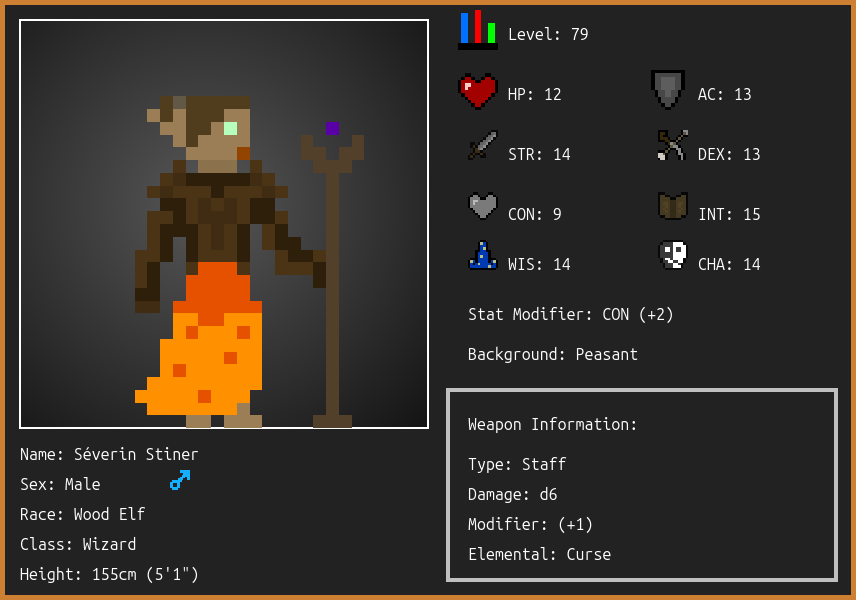 Level: 79
HP: 12
AC: 13
STR: 14
DEX: 13
CON: 9
INT: 15
WIS: 14
CHA: 14
Stat Modifier: CON (+2)
Background: Peasant
Weapon Information:
Type: Staff
Damage: d6
Modifier: (+1)
Elemental: Curse
Name: Séverin Stiner
Sex: Male
Race: Wood Elf
Class: Wizard
Height: 155cm (5'1")